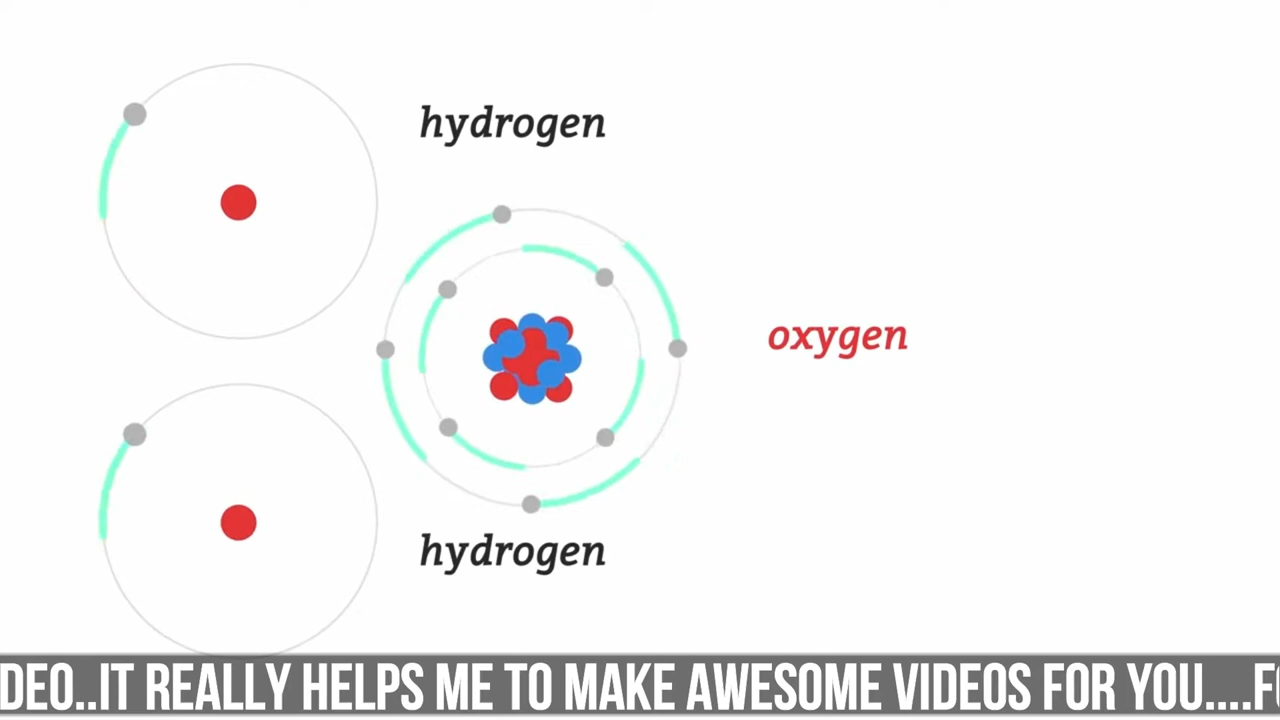 hydrogen
oxygen
hydrogen
DEO..IT REALLY HELPS ME TO MAKE AWESOME VIDEOS FOR YOU....F